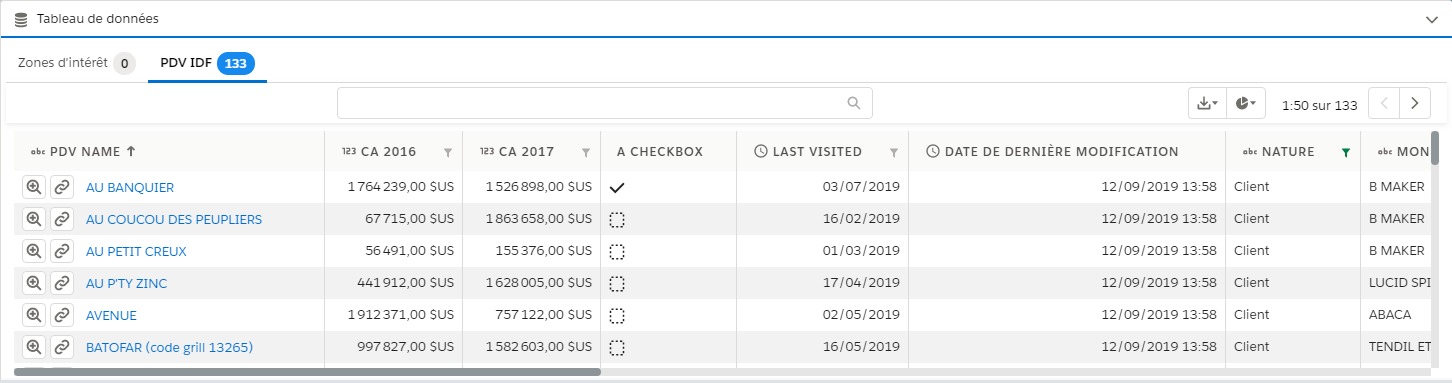 Tableau de données
Zones d'intérêt 0 PDV IDF 133
1:50 sur 133
abc PDV NAME ↑ 123 CA 2016 123 CA 2017 A CHECKBOX LAST VISITED DATE DE DERNIÈRE MODIFICATION abc NATURE abc MON
AU BANQUIER 1 764 239,00 $US 1 526 898,00 $US 03/07/2019 12/09/2019 13:58 Client B MAKER
AU COUCOU DES PEUPLIERS 67 715,00 $US 1 863 658,00 $US 16/02/2019 12/09/2019 13:58 Client B MAKER
AU PETIT CREUX 56 491,00 $US 155 376,00 $US 01/03/2019 12/09/2019 13:58 Client B MAKER
AU P'TY ZINC 441 912,00 $US 1 628 005,00 $US 17/04/2019 12/09/2019 13:58 Client LUCID SPI
AVENUE 1 912 371,00 $US 757 122,00 $US 02/05/2019 12/09/2019 13:58 Client ABACA
BATOFAR (code grill 13265) 997 827,00 $US 1 582 603,00 $US 16/05/2019 12/09/2019 13:58 Client TENDIL ET